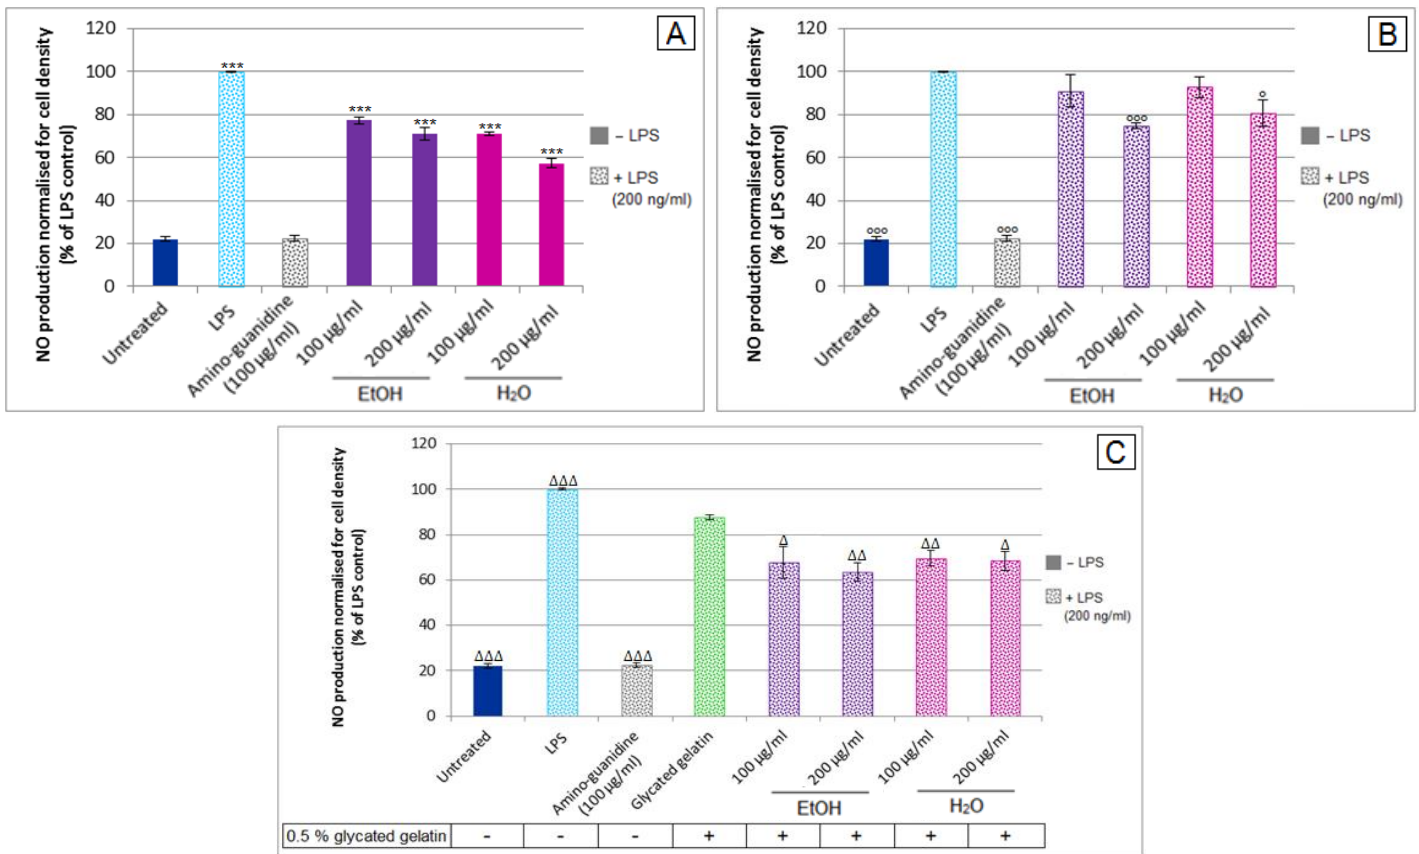 A
NO production normalised for cell density
(% of LPS control)
120
100
80
60
40
20
0
***
***
***
***
***
Untreated
LPS
Amino-guanidine
(100 µg/ml)
100 µg/ml
200 µg/ml
100 µg/ml
200 µg/ml
EtOH
H₂O
– LPS
+ LPS
(200 ng/ml)
B
NO production normalised for cell density
(% of LPS control)
120
100
80
60
40
20
0
°°°
°°°
°°°
°
Untreated
LPS
Amino-guanidine
(100 µg/ml)
100 µg/ml
200 µg/ml
100 µg/ml
200 µg/ml
EtOH
H₂O
– LPS
+ LPS
(200 ng/ml)
C
NO production normalised for cell density
(% of LPS control)
120
100
80
60
40
20
0
ΔΔΔ
ΔΔΔ
ΔΔΔ
Δ
ΔΔ
ΔΔ
Δ
Untreated
LPS
Amino-guanidine
(100 µg/ml)
Glycated gelatin
100 µg/ml
200 µg/ml
100 µg/ml
200 µg/ml
EtOH
H₂O
– LPS
+ LPS
(200 ng/ml)
0.5 % glycated gelatin - - - + + + + +